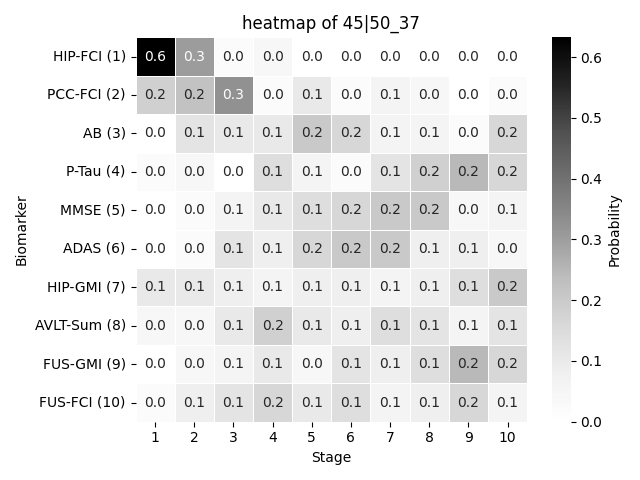 heatmap of 45|50_37
HIP-FCI (1) 0.6 0.3 0.0 0.0 0.0 0.0 0.0 0.0 0.0 0.0
PCC-FCI (2) 0.2 0.2 0.3 0.0 0.1 0.0 0.1 0.0 0.0 0.0
AB (3) 0.0 0.1 0.1 0.1 0.2 0.2 0.1 0.1 0.0 0.2
P-Tau (4) 0.0 0.0 0.0 0.1 0.1 0.0 0.1 0.2 0.2 0.2
MMSE (5) 0.0 0.0 0.1 0.1 0.1 0.2 0.2 0.2 0.0 0.1
ADAS (6) 0.0 0.0 0.1 0.1 0.2 0.2 0.2 0.1 0.1 0.0
HIP-GMI (7) 0.1 0.1 0.1 0.1 0.1 0.1 0.1 0.1 0.1 0.2
AVLT-Sum (8) 0.0 0.0 0.1 0.2 0.1 0.1 0.1 0.1 0.1 0.1
FUS-GMI (9) 0.0 0.0 0.1 0.1 0.0 0.1 0.1 0.1 0.2 0.2
FUS-FCI (10) 0.0 0.1 0.1 0.2 0.1 0.1 0.1 0.1 0.2 0.1
1 2 3 4 5 6 7 8 9 10
Stage
Biomarker
0.6
0.5
0.4
0.3
0.2
0.1
0.0
Probability